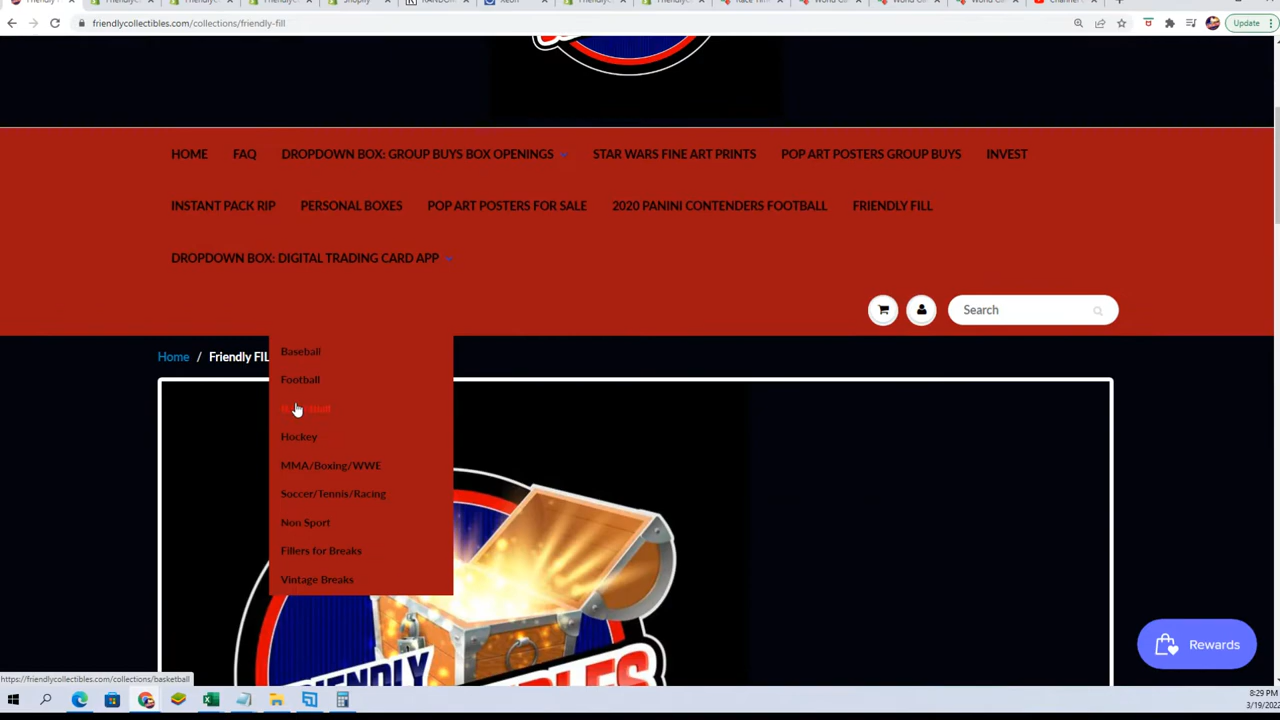 friendlycollectibles.com/collections/friendly-fill
Update
HOME FAQ DROPDOWN BOX: GROUP BUYS BOX OPENINGS STAR WARS FINE ART PRINTS POP ART POSTERS GROUP BUYS INVEST
INSTANT PACK RIP PERSONAL BOXES POP ART POSTERS FOR SALE 2020 PANINI CONTENDERS FOOTBALL FRIENDLY FILL
DROPDOWN BOX: DIGITAL TRADING CARD APP
Search
Home / Friendly FIL
Baseball
Football
Hockey
MMA/Boxing/WWE
Soccer/Tennis/Racing
Non Sport
Fillers for Breaks
Vintage Breaks
FRIENDLY
Rewards
https://friendlycollectibles.com/collections/basketball
8:29 PM